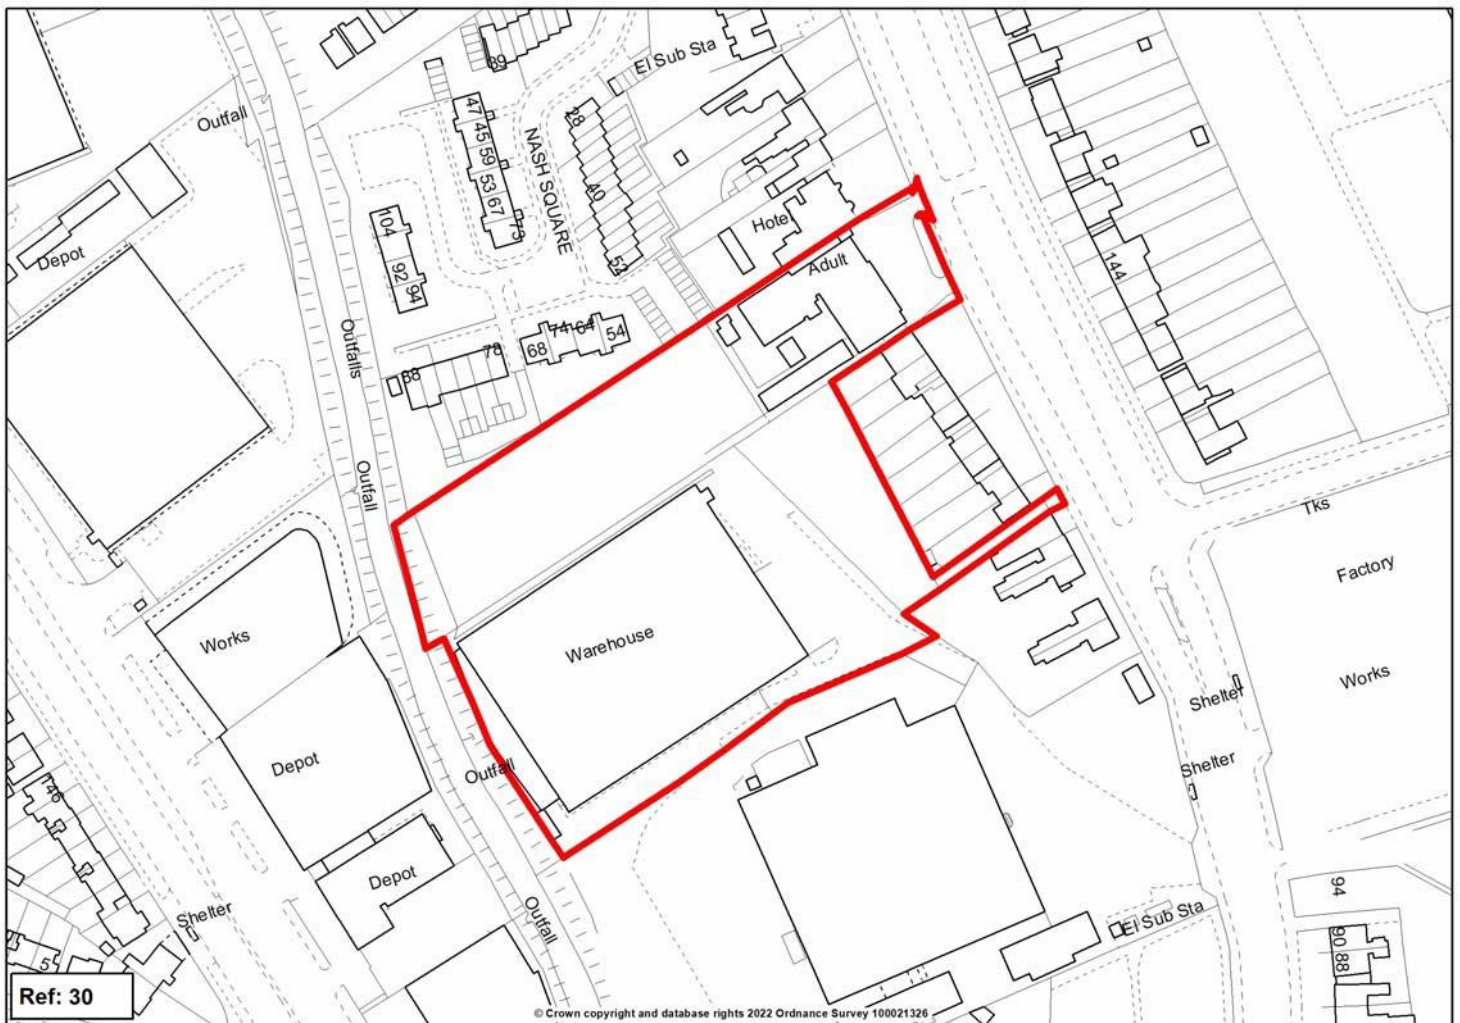 El Sub Sta
89
Outfall
47
45
59
53
67
73
28
40
52
NASH SQUARE
104
92
94
Hotel
Adult
Depot
144
Outfalls
74
64
54
68
78
88
Outfall
Tks
Factory
Works
Works
Warehouse
Shelter
Shelter
Depot
Outfall
146
Depot
Shelter
Outfall
El Sub Sta
94
90
88
5
Ref: 30
© Crown copyright and database rights 2022 Ordnance Survey 100021326